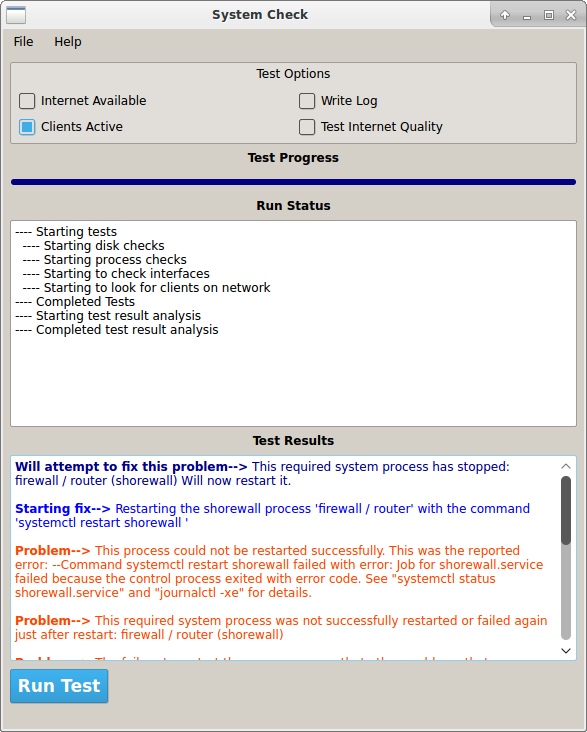 System Check
File Help
Test Options
Internet Available
Write Log
Clients Active
Test Internet Quality
Test Progress
Run Status
---- Starting tests
---- Starting disk checks
---- Starting process checks
---- Starting to check interfaces
---- Starting to look for clients on network
---- Completed Tests
---- Starting test result analysis
---- Completed test result analysis
Test Results
Will attempt to fix this problem--> This required system process has stopped:
firewall / router (shorewall) Will now restart it.
Starting fix--> Restarting the shorewall process 'firewall / router' with the command
'systemctl restart shorewall '
Problem--> This process could not be restarted successfully. This was the reported
error: --Command systemctl restart shorewall failed with error: Job for shorewall.service
failed because the control process exited with error code. See "systemctl status
shorewall.service" and "journalctl -xe" for details.
Problem--> This required system process was not successfully restarted or failed again
just after restart: firewall / router (shorewall)
Run Test